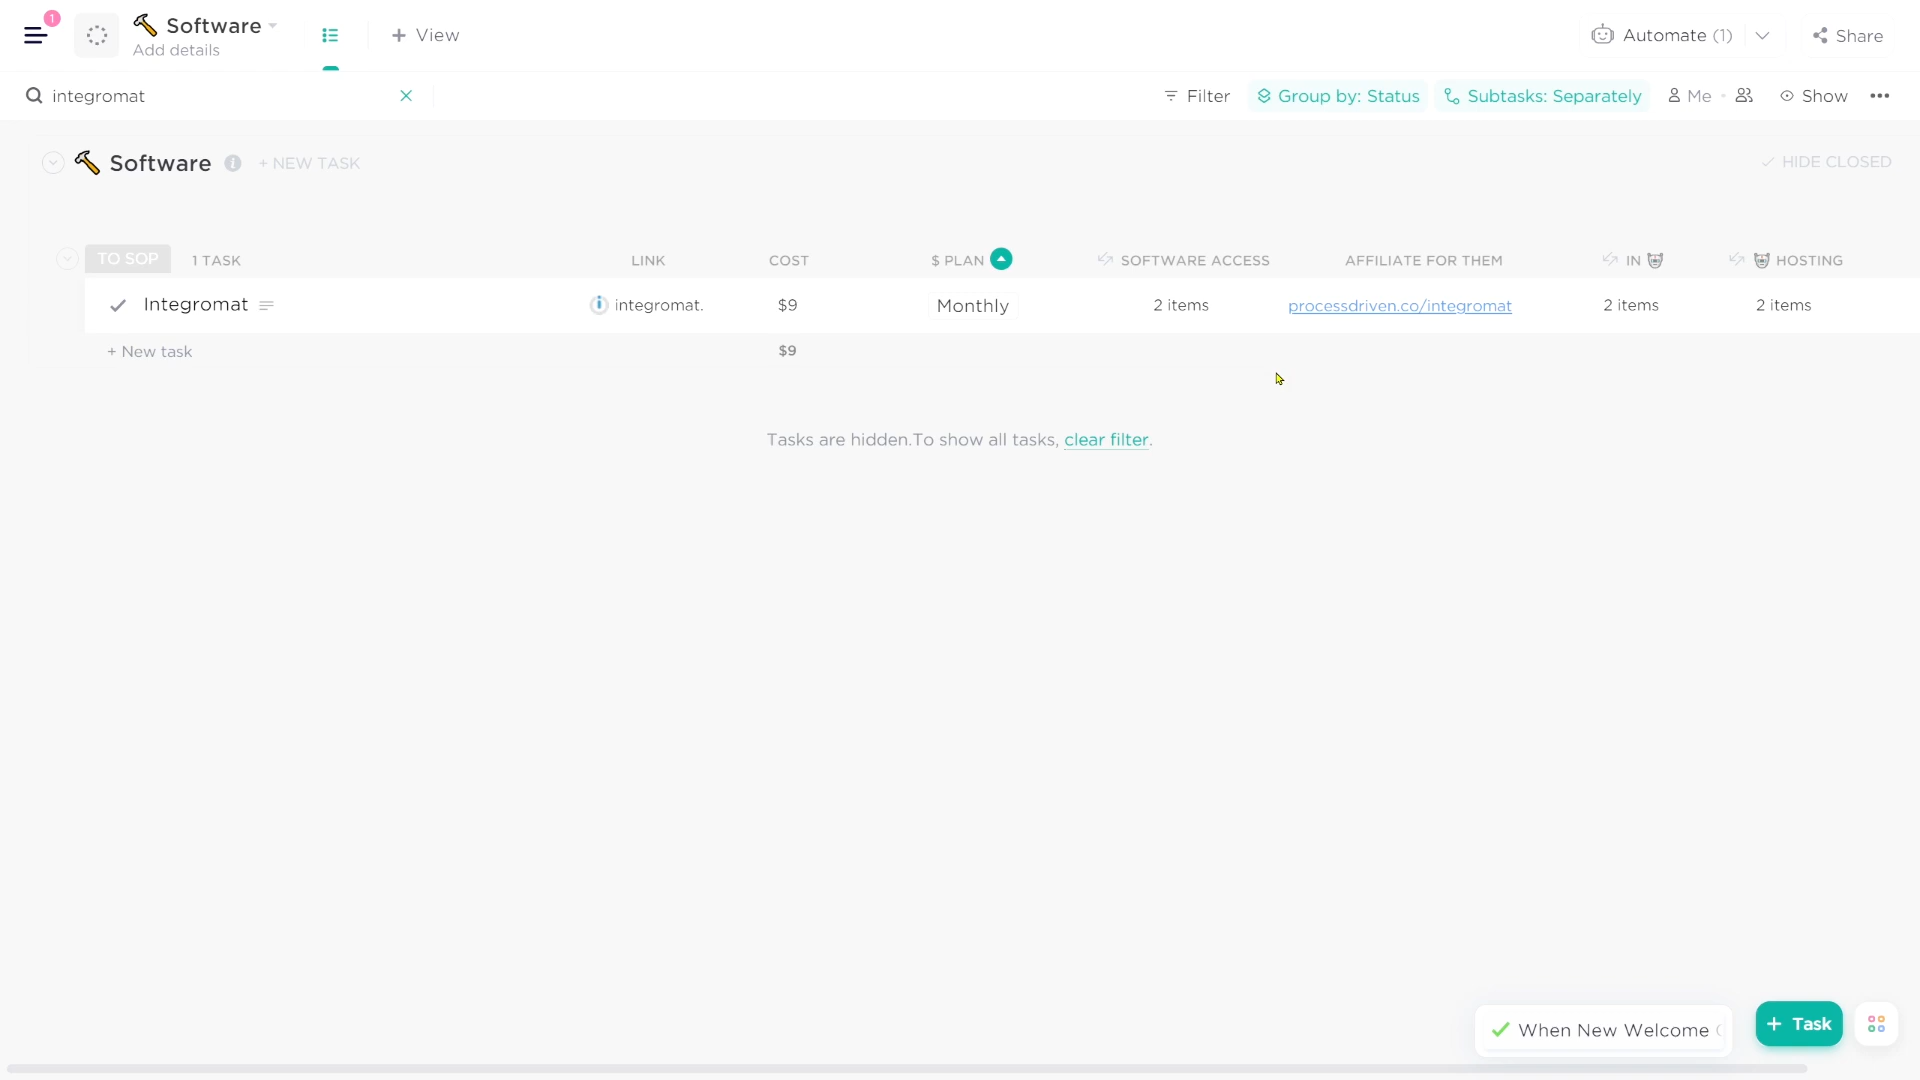 1
Software
Add details
View
Automate (1)
Share
integromat
Filter
Group by: Status
Subtasks: Separately
Me
Show
Software
+ NEW TASK
HIDE CLOSED
TO SOP
1 TASK
LINK
COST
$ PLAN
SOFTWARE ACCESS
AFFILIATE FOR THEM
IN
HOSTING
Integromat
integromat.
$9
Monthly
2 items
processdriven.co/integromat
2 items
2 items
+ New task
$9
Tasks are hidden.To show all tasks, clear filter.
When New Welcome
+ Task